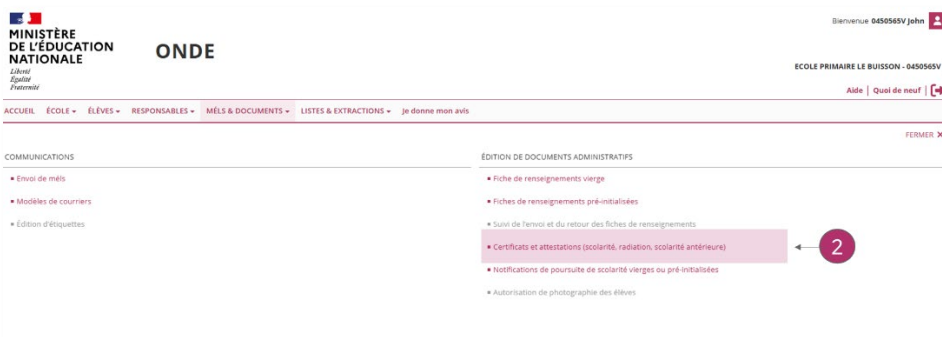 MINISTÈRE
DE L'ÉDUCATION
NATIONALE
Liberté
Égalité
Fraternité
ONDE
Bienvenue 0450565V John
ECOLE PRIMAIRE LE BUISSON - 0450565V
Aide | Quoi de neuf |
ACCUEIL ÉCOLE ÉLÈVES RESPONSABLES MÉLS & DOCUMENTS LISTES & EXTRACTIONS Je donne mon avis
FERMER X
COMMUNICATIONS
Envoi de méls
Modèles de courriers
Édition d'étiquettes
ÉDITION DE DOCUMENTS ADMINISTRATIFS
Fiche de renseignements vierge
Fiches de renseignements pré-initialisées
Suivi de l'envoi et du retour des fiches de renseignements
Certificats et attestations (scolarité, radiation, scolarité antérieure)
2
Notifications de poursuite de scolarité vierges ou pré-initialisées
Autorisation de photographie des élèves